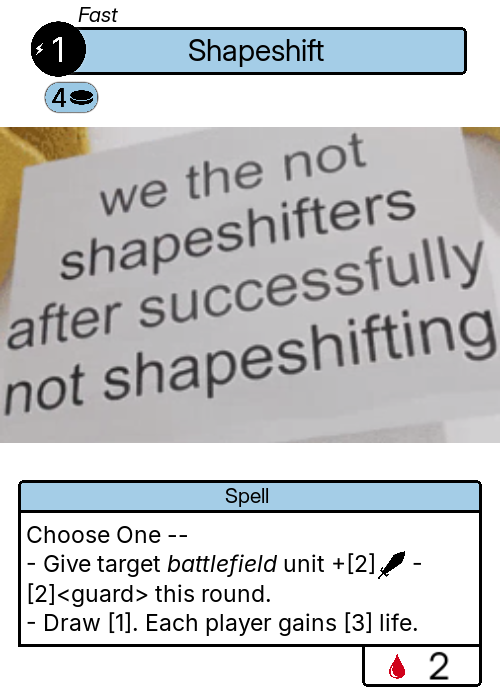 Fast
1
Shapeshift
4
we the not
shapeshifters
after successfully
not shapeshifting
Spell
Choose One --
- Give target battlefield unit +[2] -
[2]<guard> this round.
- Draw [1]. Each player gains [3] life.
2